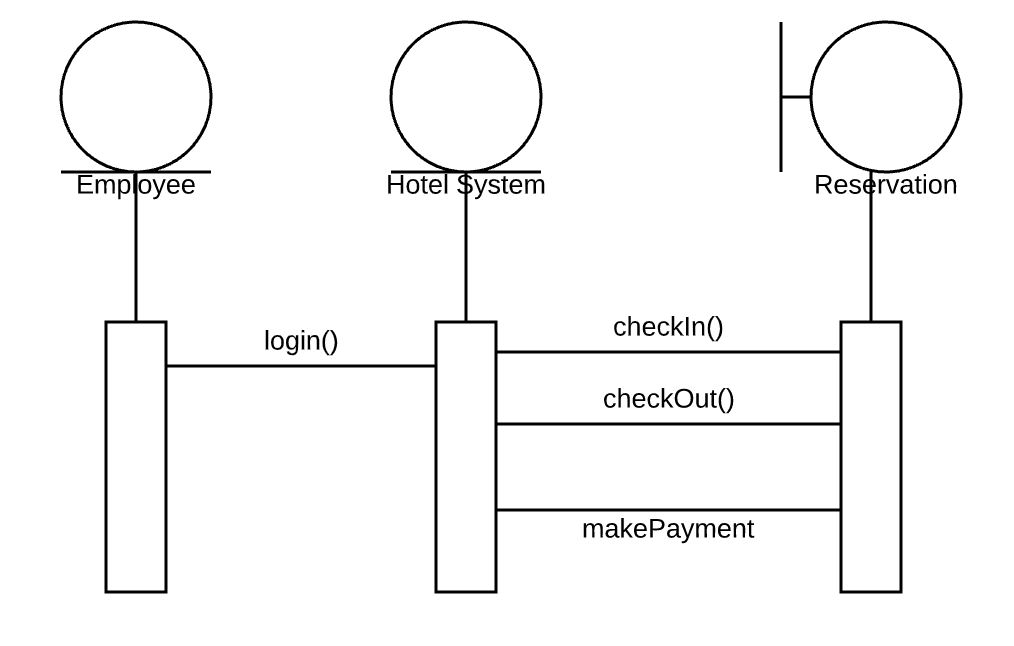 Employee
Hotel System
Reservation
login()
checkIn()
checkOut()
makePayment